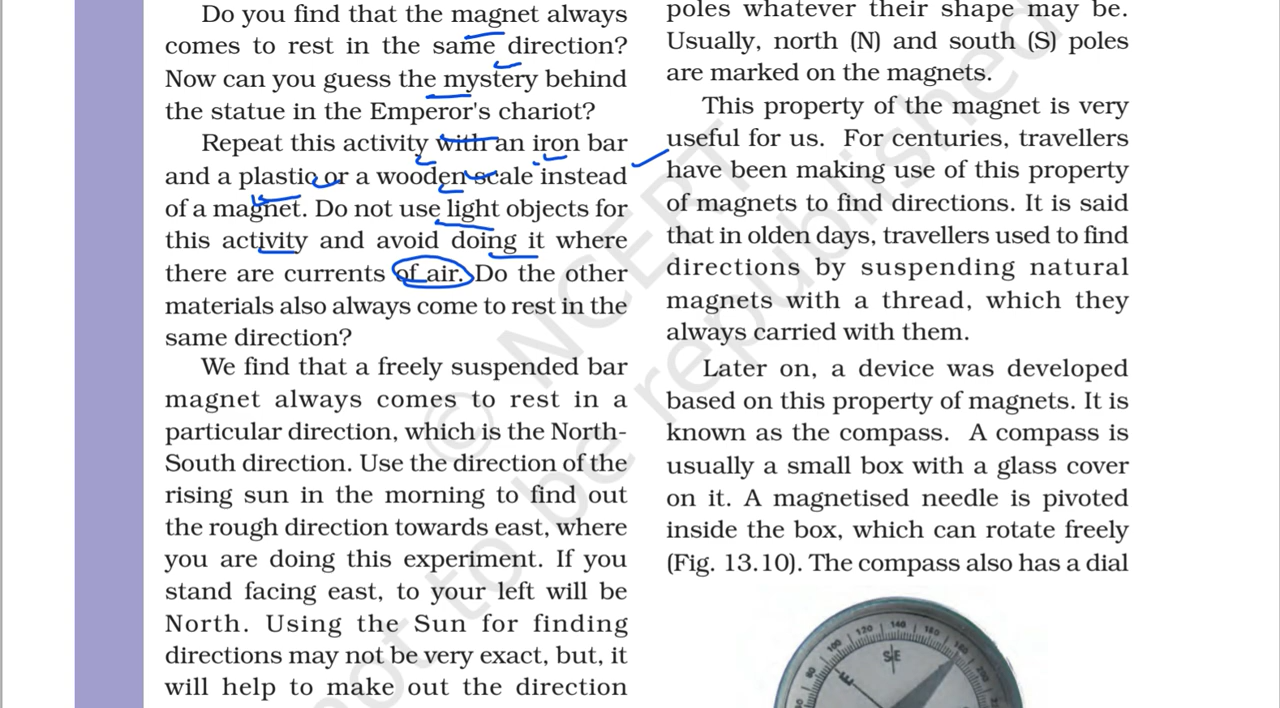 Do you find that the magnet always
comes to rest in the same direction?
Now can you guess the mystery behind
the statue in the Emperor's chariot?
Repeat this activity with an iron bar
and a plastic or a wooden scale instead
of a magnet. Do not use light objects for
this activity and avoid doing it where
there are currents of air. Do the other
materials also always come to rest in the
same direction?
We find that a freely suspended bar
magnet always comes to rest in a
particular direction, which is the North-
South direction. Use the direction of the
rising sun in the morning to find out
the rough direction towards east, where
you are doing this experiment. If you
stand facing east, to your left will be
North. Using the Sun for finding
directions may not be very exact, but, it
will help to make out the direction
poles whatever their shape may be.
Usually, north (N) and south (S) poles
are marked on the magnets.
This property of the magnet is very
useful for us. For centuries, travellers
have been making use of this property
of magnets to find directions. It is said
that in olden days, travellers used to find
directions by suspending natural
magnets with a thread, which they
always carried with them.
Later on, a device was developed
based on this property of magnets. It is
known as the compass. A compass is
usually a small box with a glass cover
on it. A magnetised needle is pivoted
inside the box, which can rotate freely
(Fig. 13.10). The compass also has a dial
100 120 140 160
SE
E
© NCERT
not to be republished